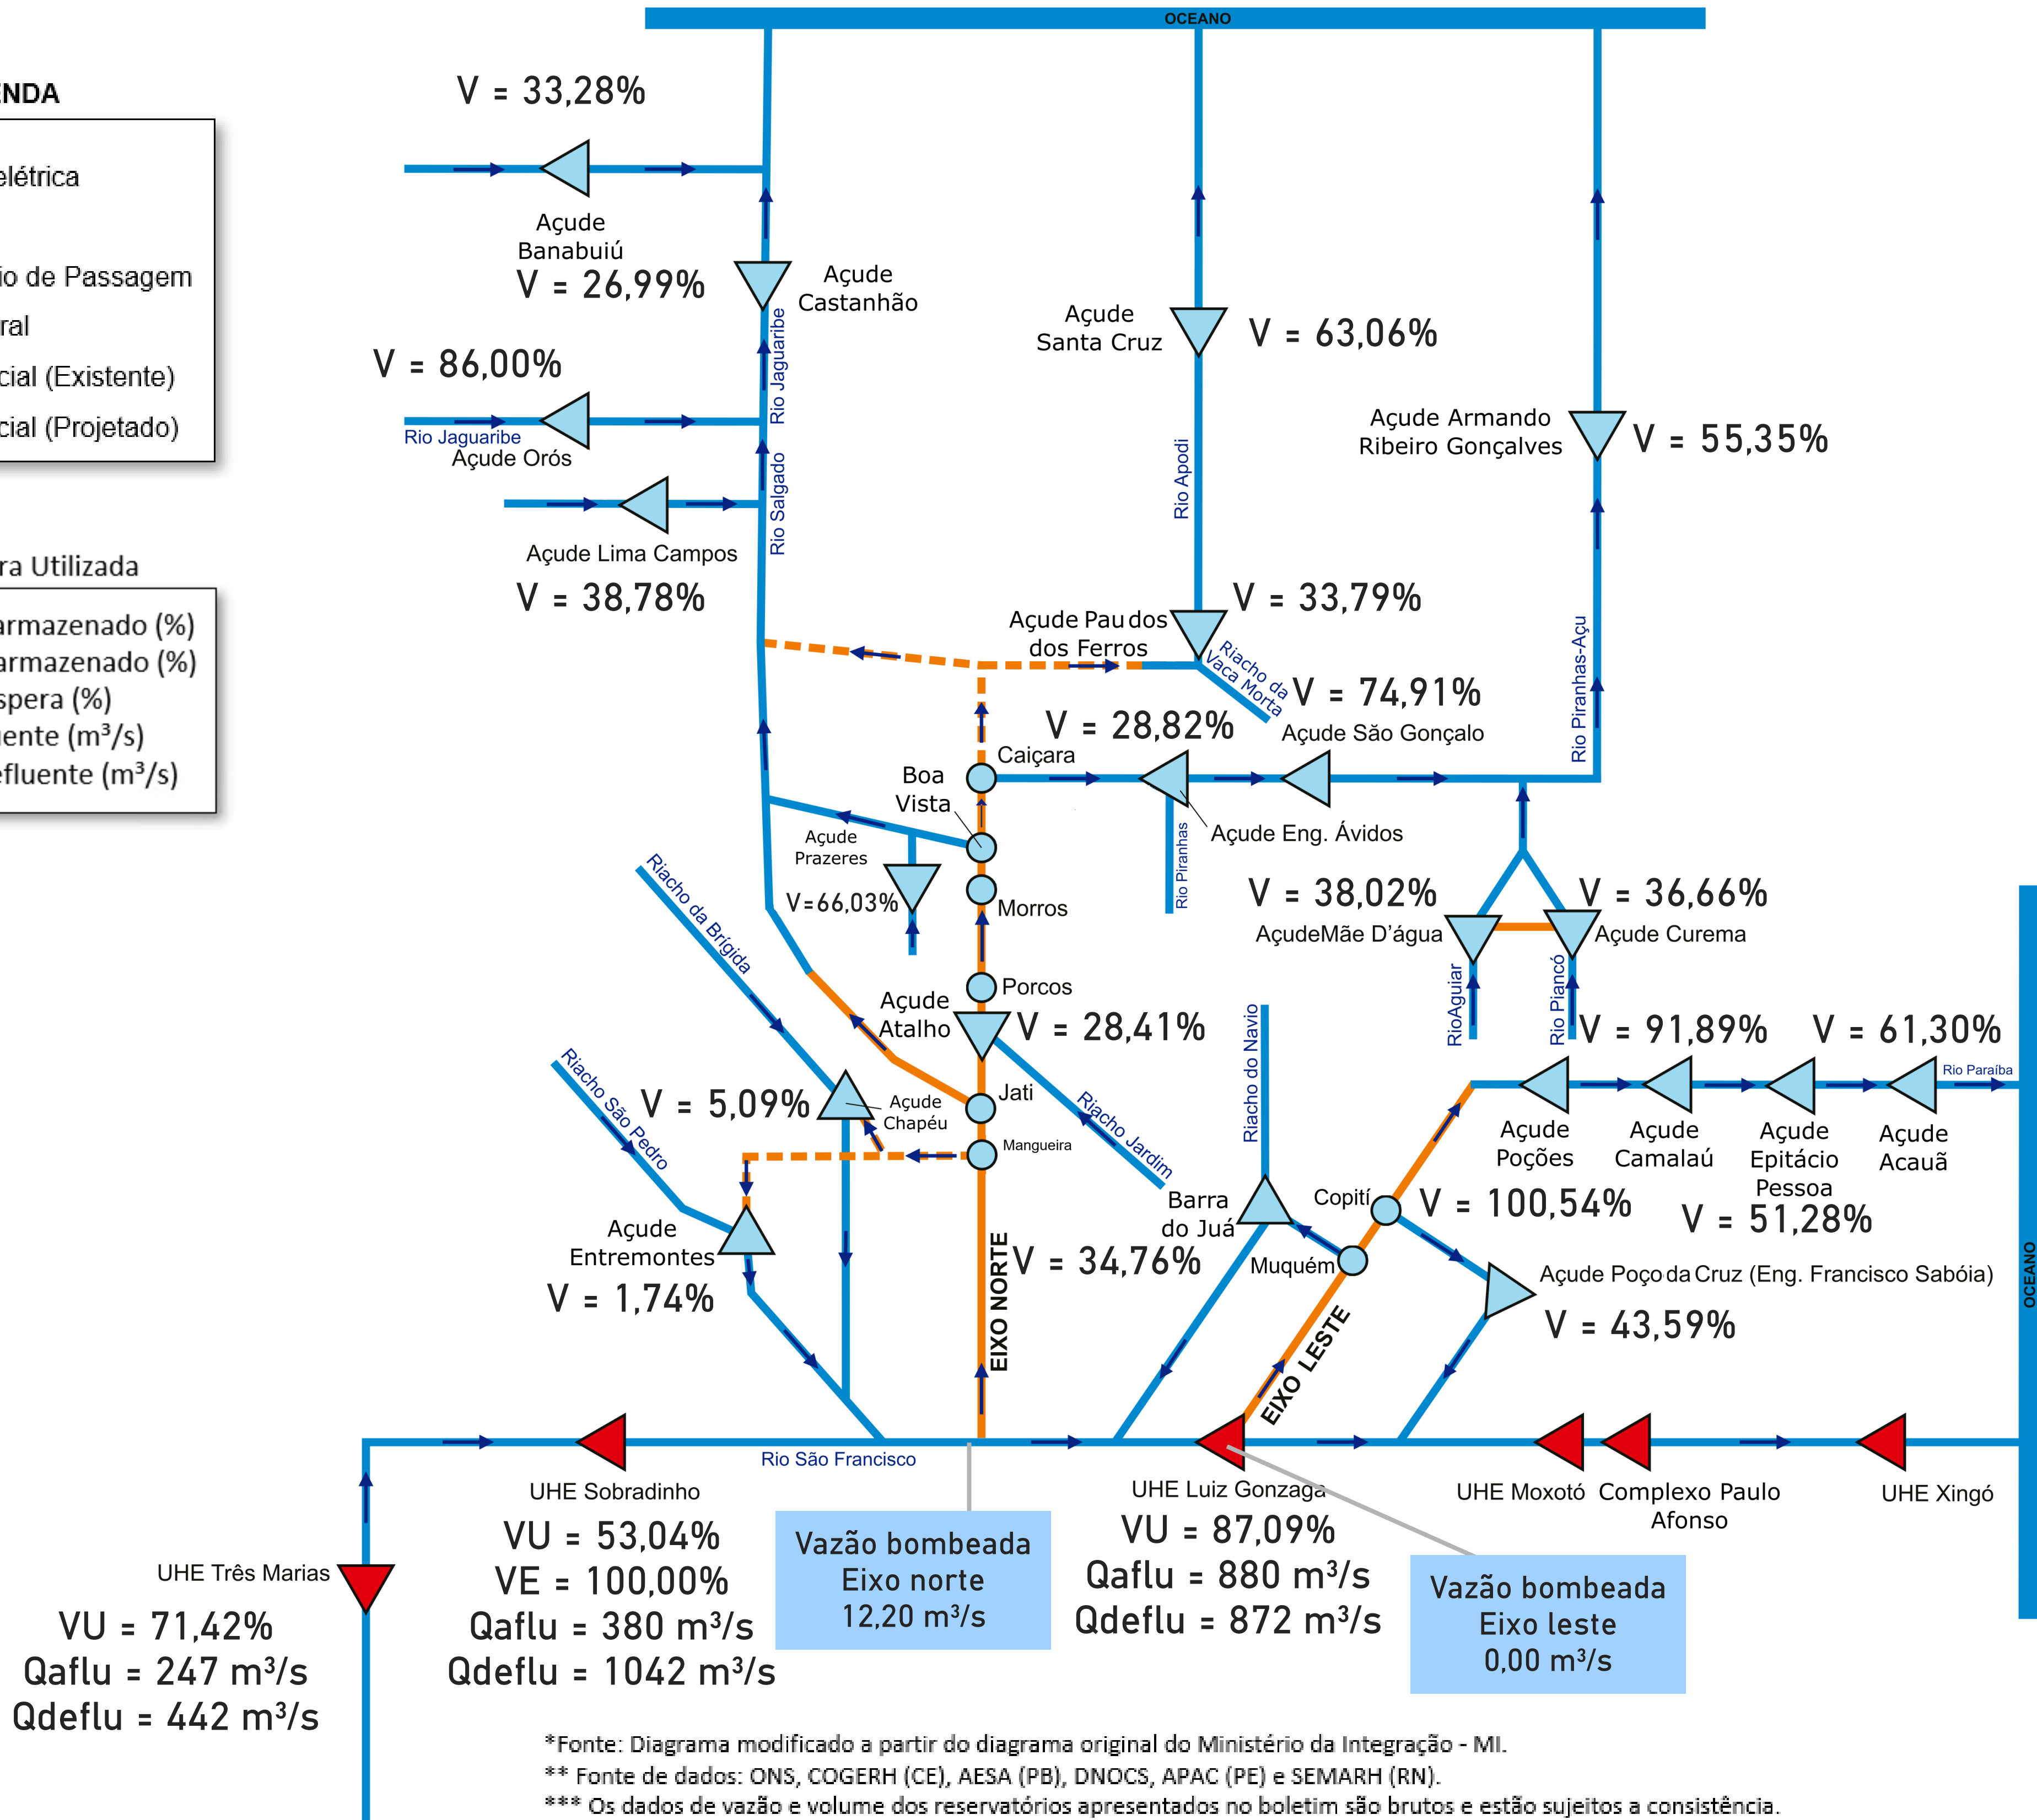 OCEANO
V = 33,28%
Açude
Banabuiú
V = 26,99%
Açude
Castanhão
Rio Jaguaribe
V = 86,00%
Rio Jaguaribe
Açude Orós
Rio Salgado
Açude Lima Campos
V = 38,78%
Açude
Santa Cruz
V = 63,06%
Rio Apodi
Açude Armando
Ribeiro Gonçalves
V = 55,35%
Rio Piranhas-Açu
Açude Pau dos
dos Ferros
V = 33,79%
Riacho da
Vaca Morta
V = 74,91%
Açude São Gonçalo
V = 28,82%
Caiçara
Boa
Vista
Açude Eng. Ávidos
Rio Piranhas
Açude
Prazeres
V=66,03%
Morros
V = 38,02%
AçudeMãe D'água
V = 36,66%
Açude Curema
RioAguiar
Rio Piancó
Riacho da Brígida
Porcos
Açude
Atalho
V = 28,41%
Riacho São Pedro
V = 5,09%
Açude
Chapéu
Jati
Mangueira
Riacho Jardim
Riacho do Navio
V = 91,89%
V = 61,30%
Rio Paraíba
Açude
Poções
Açude
Camalaú
Açude
Epitácio
Pessoa
Açude
Acauã
V = 100,54%
V = 51,28%
Açude
Entremontes
V = 1,74%
EIXO NORTE
V = 34,76%
Barra
do Juá
Copití
Muquém
Açude Poço da Cruz (Eng. Francisco Sabóia)
V = 43,59%
EIXO LESTE
OCEANO
Rio São Francisco
UHE Sobradinho
VU = 53,04%
VE = 100,00%
Qaflu = 380 m³/s
Qdeflu = 1042 m³/s
Vazão bombeada
Eixo norte
12,20 m³/s
UHE Luiz Gonzaga
VU = 87,09%
Qaflu = 880 m³/s
Qdeflu = 872 m³/s
Vazão bombeada
Eixo leste
0,00 m³/s
UHE Moxotó
Complexo Paulo
Afonso
UHE Xingó
UHE Três Marias
VU = 71,42%
Qaflu = 247 m³/s
Qdeflu = 442 m³/s
ENDA
elétrica
io de Passagem
ral
cial (Existente)
cial (Projetado)
ra Utilizada
armazenado (%)
armazenado (%)
spera (%)
uente (m³/s)
efluente (m³/s)
*Fonte: Diagrama modificado a partir do diagrama original do Ministério da Integração - MI.
** Fonte de dados: ONS, COGERH (CE), AESA (PB), DNOCS, APAC (PE) e SEMARH (RN).
*** Os dados de vazão e volume dos reservatórios apresentados no boletim são brutos e estão sujeitos a consistência.